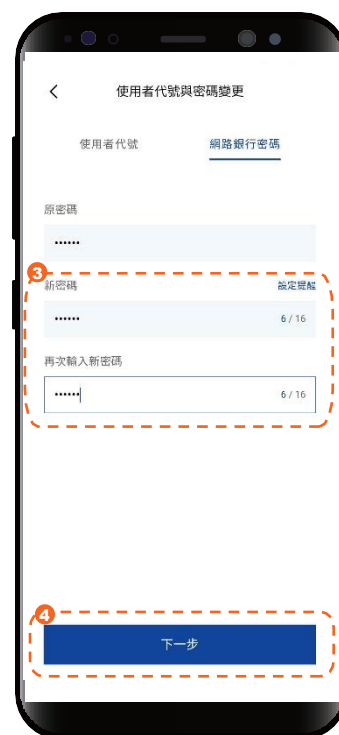 使用者代號與密碼變更
使用者代號 網路銀行密碼
原密碼
••••••
3
新密碼 設定提醒
•••••• 6 / 16
再次輸入新密碼
•••••• 6 / 16
4
下一步